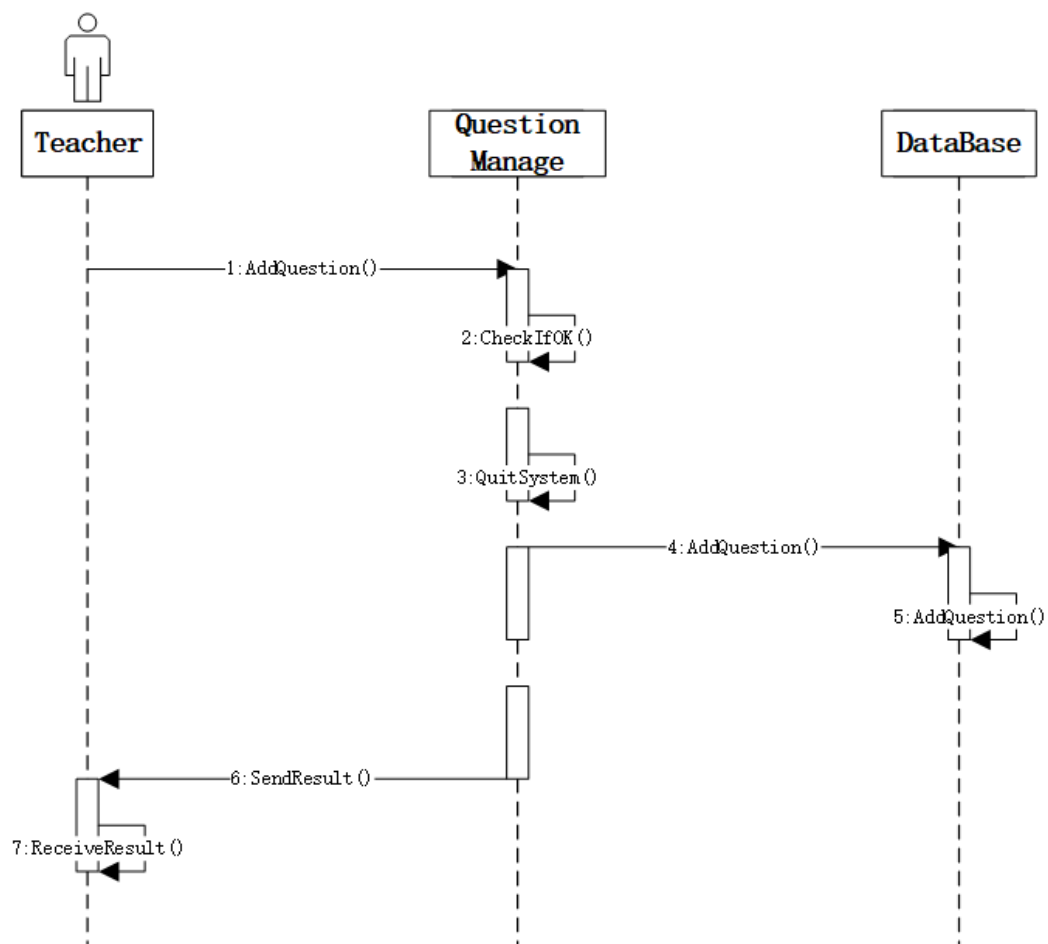 Teacher
Question
Manage
DataBase
1:AddQuestion()
2:CheckIfOK()
3:QuitSystem()
4:AddQuestion()
5:AddQuestion()
6:SendResult()
7:ReceiveResult()